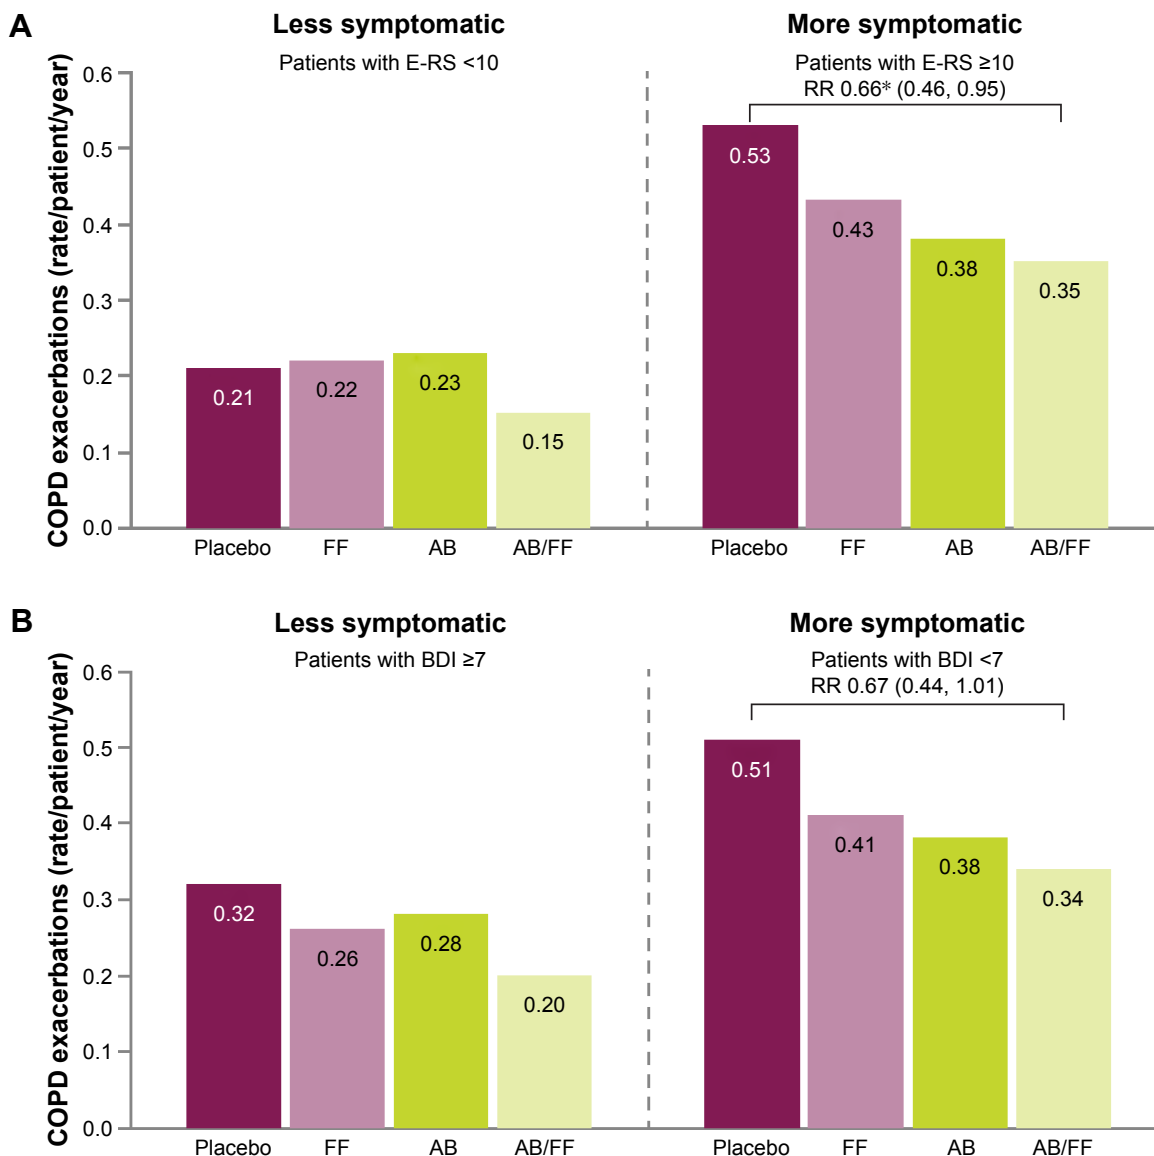 A
Less symptomatic
Patients with E-RS <10
More symptomatic
Patients with E-RS ≥10
RR 0.66* (0.46, 0.95)
COPD exacerbations (rate/patient/year)
0.6
0.5
0.4
0.3
0.2
0.1
0.0
0.21
0.22
0.23
0.15
0.53
0.43
0.38
0.35
Placebo FF AB AB/FF
Placebo FF AB AB/FF
B
Less symptomatic
Patients with BDI ≥7
More symptomatic
Patients with BDI <7
RR 0.67 (0.44, 1.01)
COPD exacerbations (rate/patient/year)
0.6
0.5
0.4
0.3
0.2
0.1
0.0
0.32
0.26
0.28
0.20
0.51
0.41
0.38
0.34
Placebo FF AB AB/FF
Placebo FF AB AB/FF